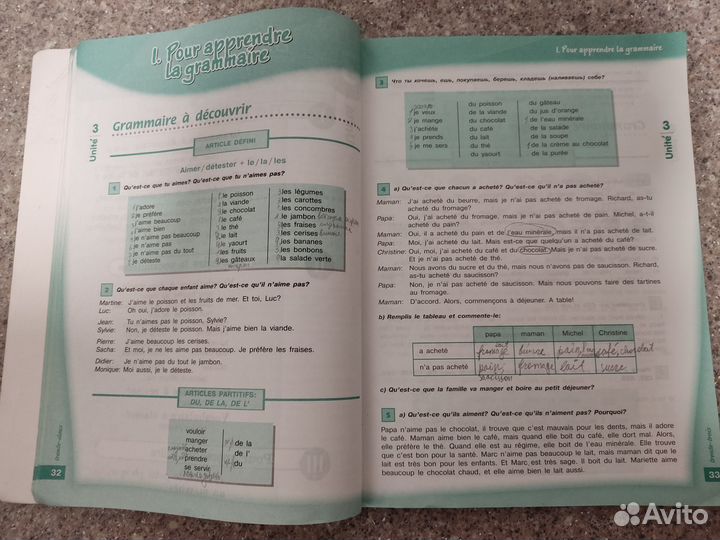 I. Pour apprendre
la grammaire
Unité 3
Grammaire à découvrir
ARTICLE DÉFINI
Aimer/détester + le/la/les
1 Qu'est-ce que tu aimes? Qu'est-ce que tu n'aimes pas?
j'adore
je préfère
j'aime beaucoup
j'aime bien
je n'aime pas
je n'aime pas du tout
je déteste
le poisson
la viande
le chocolat
le café
le thé
le lait
le yaourt
les fruits
les gâteaux
les légumes
les carottes
les concombres
le jambon
les fraises
les cerises
les bananes
les bonbons
la salade verte
2 Qu'est-ce que chaque enfant aime? Qu'est-ce qu'il n'aime pas?
Martine: J'aime le poisson et les fruits de mer. Et toi, Luc?
Luc: Oh oui, j'adore le poisson.
Jean: Tu n'aimes pas le poisson, Sylvie?
Sylvie: Non, je déteste le poisson. Mais j'aime bien la viande.
Pierre: J'aime beaucoup les cerises.
Sacha: Et moi, je ne les aime pas beaucoup. Je préfère les fraises.
Didier: Je n'aime pas du tout le jambon.
Monique: Moi aussi, je le déteste.
ARTICLES PARTITIFS:
DU, DE LA, DE L'
vouloir
manger
acheter
prendre
se servir
de la
de l'
du
32
trente-deux
I. Pour apprendre la grammaire
3 Что ты хочешь, ешь, покупаешь, берешь, кладешь (наливаешь) себе?
je veux
je mange
j'achète
je prends
je me sers
du poisson
de la viande
du chocolat
du café
du lait
du thé
du yaourt
du gâteau
du jus d'orange
de l'eau minérale
de la salade
de la soupe
de la crème au chocolat
de la purée
Unité 3
4 a) Qu'est-ce que chacun a acheté? Qu'est-ce qu'il n'a pas acheté?
Maman: J'ai acheté du beurre, mais je n'ai pas acheté de fromage. Richard, as-tu
acheté du fromage?
Papa: Oui, j'ai acheté du fromage, mais je n'ai pas acheté de pain. Michel, a-t-il
acheté du pain?
Maman: Oui, il a acheté du pain et de l'eau minérale, mais il n'a pas acheté de lait.
Papa: Moi, j'ai acheté du lait. Mais est-ce que quelqu'un a acheté du café?
Christine: Oui, moi, j'ai acheté du café et du chocolat. Mais je n'ai pas acheté de sucre.
Et je n'ai pas acheté de thé.
Maman: Nous avons du sucre et du thé, mais nous n'avons pas de saucisson. Richard,
as-tu acheté du saucisson?
Papa: Non, je n'ai pas acheté de saucisson. Mais nous pouvons faire des tartines
au fromage.
Maman: D'accord. Alors, commençons à déjeuner. A table!
b) Remplis le tableau et commente-le:
papa maman Michel Christine
lait
a acheté fromage beurre pain café, chocolat
n'a pas acheté pain fromage lait sucre
saucisson
c) Qu'est-ce que la famille va manger et boire au petit déjeuner?
5 a) Qu'est-ce qu'ils aiment? Qu'est-ce qu'ils n'aiment pas? Pourquoi?
Papa n'aime pas le chocolat, il trouve que c'est mauvais pour les dents, mais il adore
le café. Maman aime bien le café, mais quand elle boit du café, elle dort mal. Alors,
elle préfère le thé. Quand elle est au régime, elle boit de l'eau minérale. Elle trouve
que c'est bon pour la santé. Marc n'aime pas beaucoup le lait, mais maman dit que le
lait est très bon pour les enfants. Et Marc est très sage. Il boit du lait. Mariette aime
beaucoup le chocolat chaud, et elle aime bien le lait aussi.
33
trente-trois
Avito